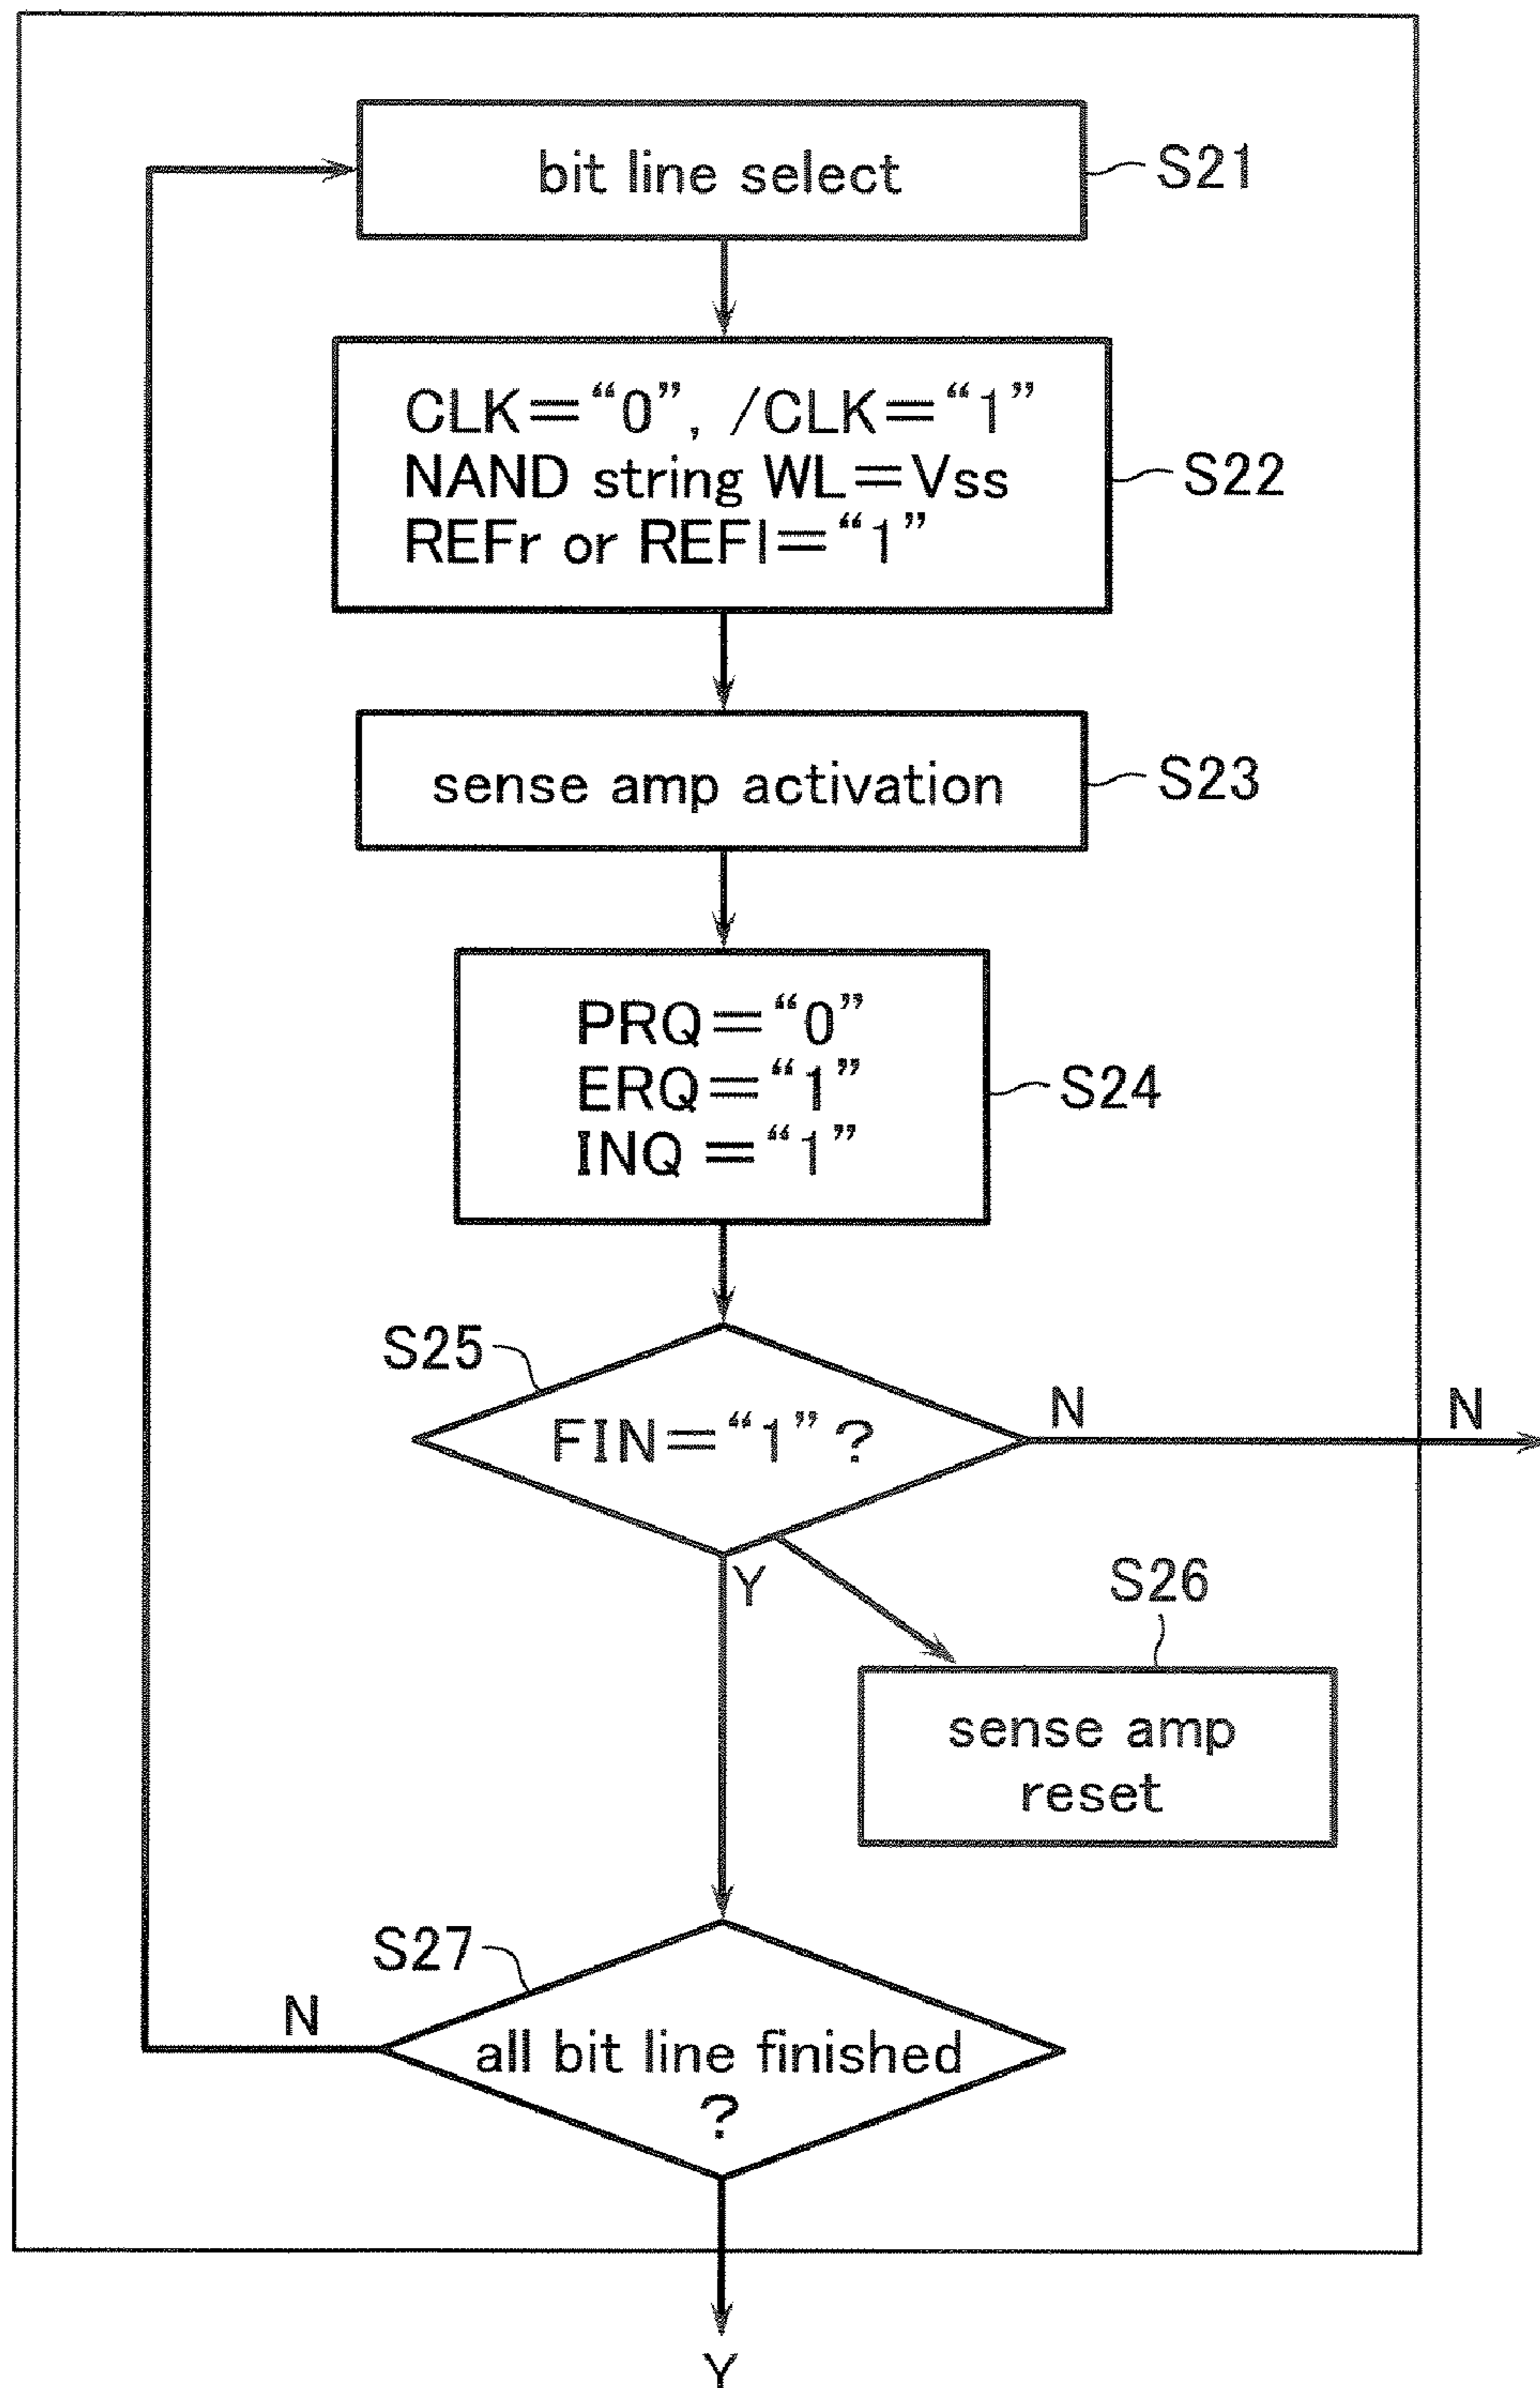 bit line select
S21
CLK=“0”, /CLK=“1”
NAND string WL=Vss
REFr or REFl=“1”
S22
sense amp activation
S23
PRQ=“0”
ERQ=“1”
INQ =“1”
S24
S25
FIN=“1”?
N
N
Y
S26
sense amp
reset
S27
N
all bit line finished
?
Y